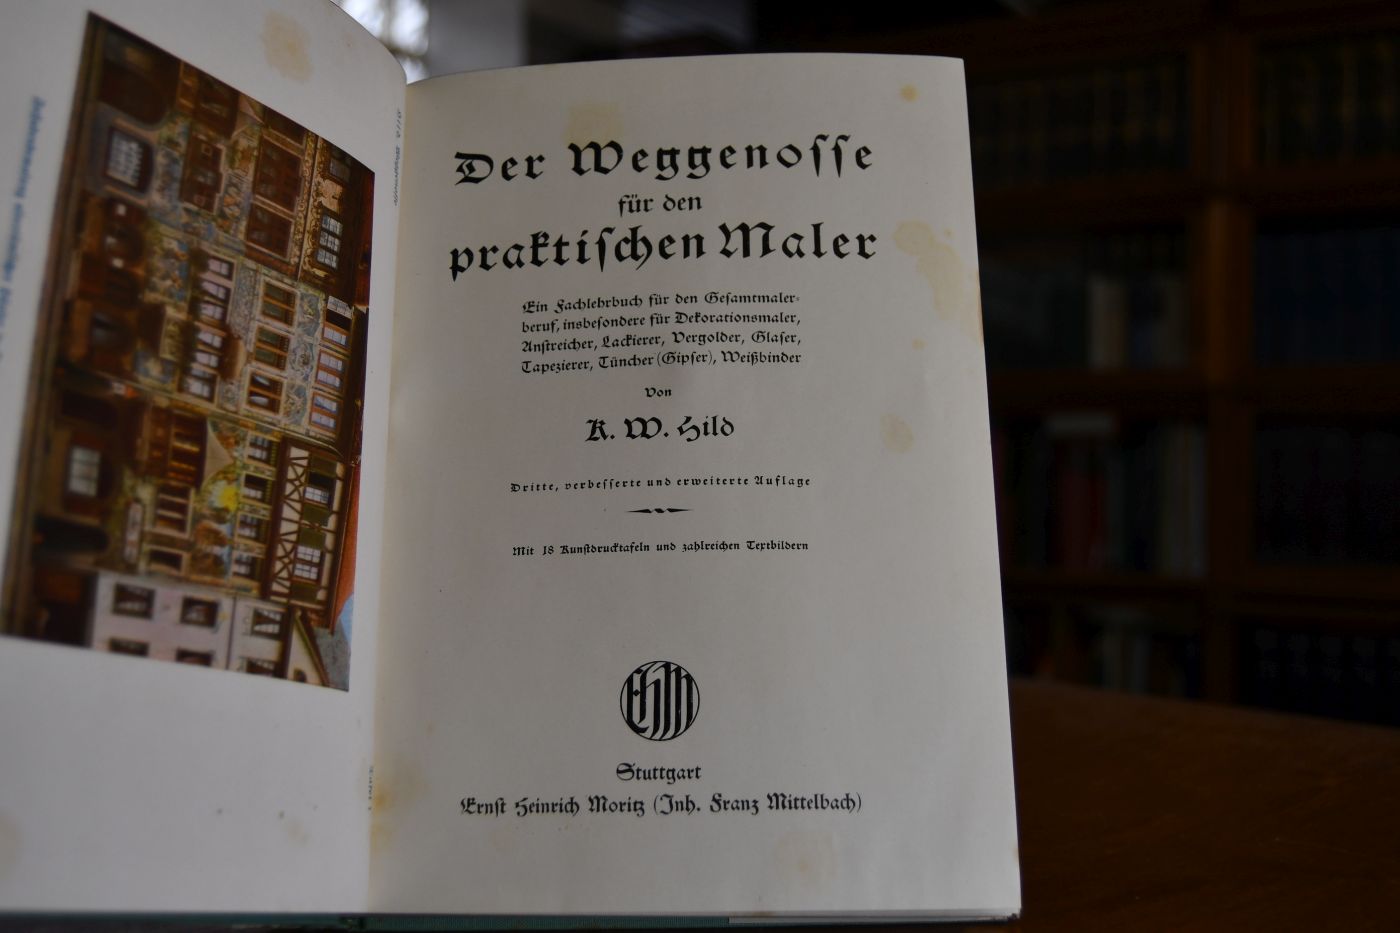 Der Weggenosse
für den
praktischen Maler
Ein Fachlehrbuch für den Gesamtmaler-
beruf, insbesondere für Dekorationsmaler,
Anstreicher, Lackierer, Vergolder, Glaser,
Tapezierer, Tüncher (Gipser), Weißbinder
Von
K. W. Hild
Dritte, verbesserte und erweiterte Auflage
Mit 18 Kunstdrucktafeln und zahlreichen Textbildern
EHM
Stuttgart
Ernst Heinrich Moritz (Inh. Franz Mittelbach)